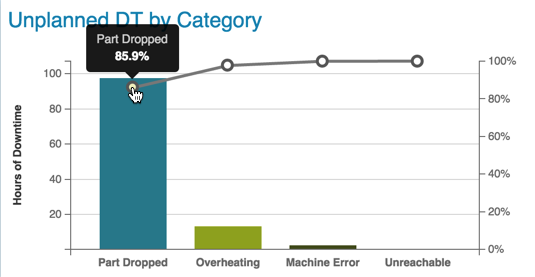 Unplanned DT by Category
Part Dropped
85.9%
Hours of Downtime
100
80
60
40
20
100%
80%
60%
40%
20%
0%
Part Dropped
Overheating
Machine Error
Unreachable